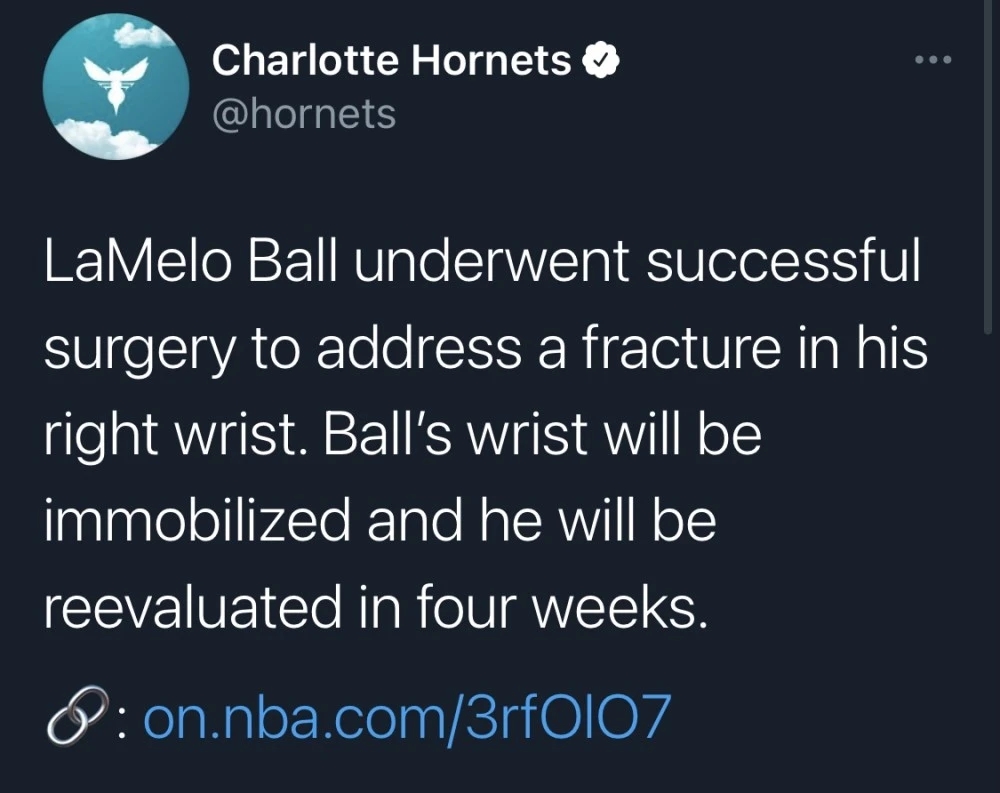 Charlotte Hornets
@hornets
LaMelo Ball underwent successful
surgery to address a fracture in his
right wrist. Ball's wrist will be
immobilized and he will be
reevaluated in four weeks.
🔗: on.nba.com/3rfOIO7